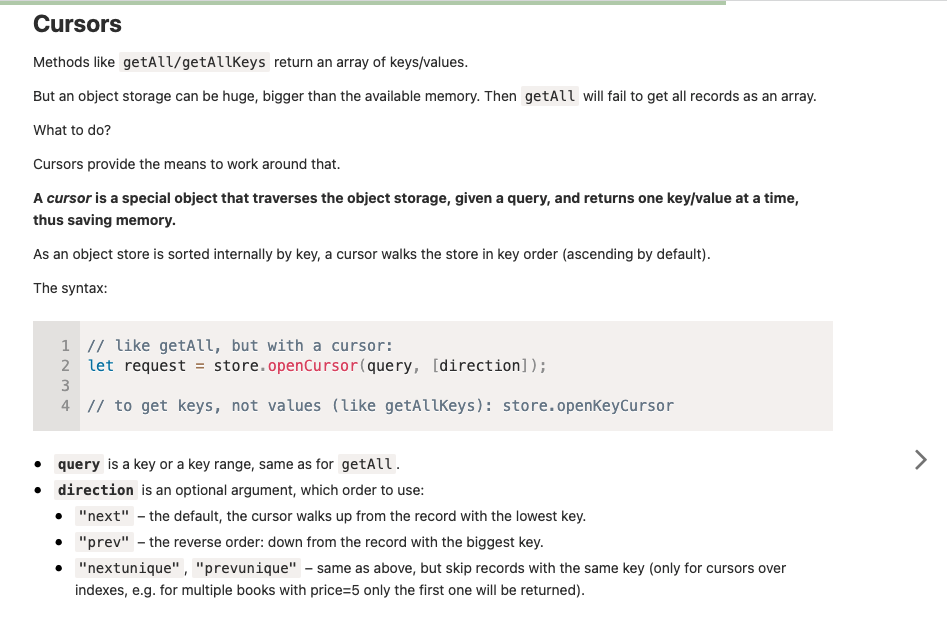 Cursors
Methods like getAll/getAllKeys return an array of keys/values.
But an object storage can be huge, bigger than the available memory. Then getAll will fail to get all records as an array.
What to do?
Cursors provide the means to work around that.
A cursor is a special object that traverses the object storage, given a query, and returns one key/value at a time,
thus saving memory.
As an object store is sorted internally by key, a cursor walks the store in key order (ascending by default).
The syntax:
1 // like getAll, but with a cursor:
2 let request = store.openCursor(query, [direction]);
3
4 // to get keys, not values (like getAllKeys): store.openKeyCursor
• query is a key or a key range, same as for getAll.
• direction is an optional argument, which order to use:
• "next" – the default, the cursor walks up from the record with the lowest key.
• "prev" – the reverse order: down from the record with the biggest key.
• "nextunique", "prevunique" – same as above, but skip records with the same key (only for cursors over
indexes, e.g. for multiple books with price=5 only the first one will be returned).